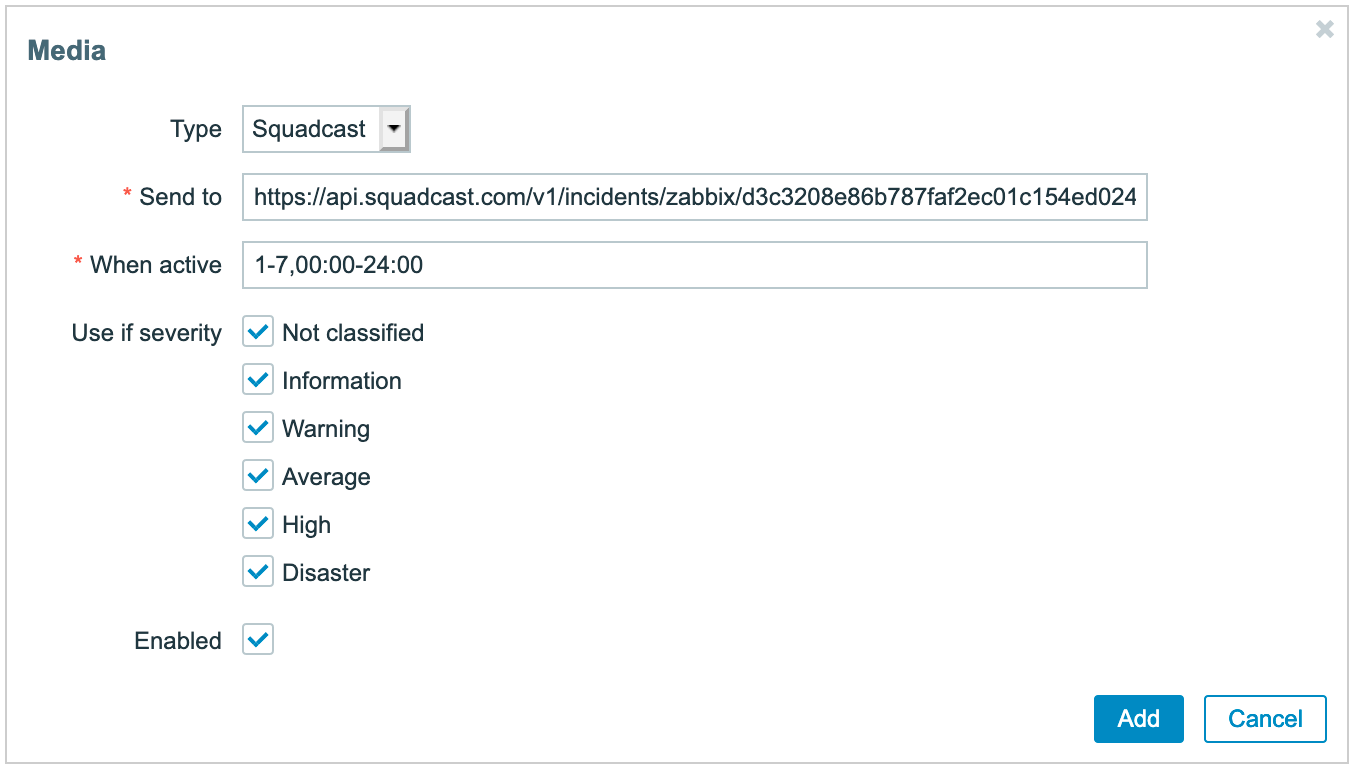 Media
Type Squadcast
* Send to https://api.squadcast.com/v1/incidents/zabbix/d3c3208e86b787faf2ec01c154ed024
* When active 1-7,00:00-24:00
Use if severity Not classified
Information
Warning
Average
High
Disaster
Enabled
Add Cancel